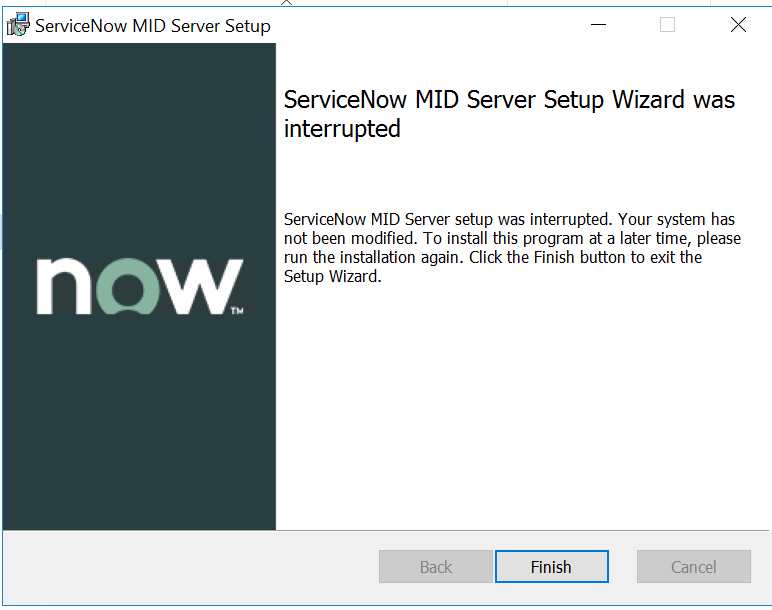 ServiceNow MID Server Setup
ServiceNow MID Server Setup Wizard was
interrupted
ServiceNow MID Server setup was interrupted. Your system has
not been modified. To install this program at a later time, please
run the installation again. Click the Finish button to exit the
Setup Wizard.
now™
Back
Finish
Cancel